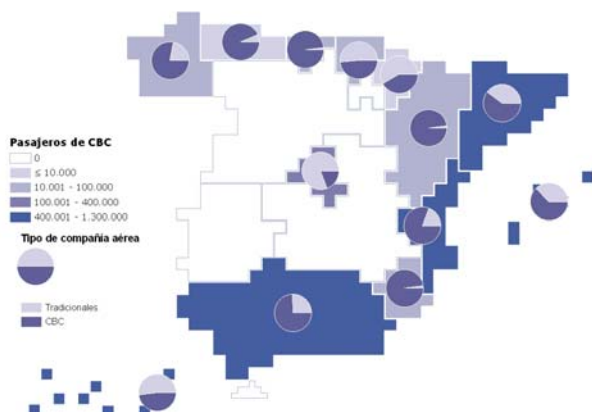 Pasajeros de CBC
0
≤ 10.000
10.001 - 100.000
100.001 - 400.000
400.001 - 1.300.000
Tipo de compañía aérea
Tradicionales
CBC